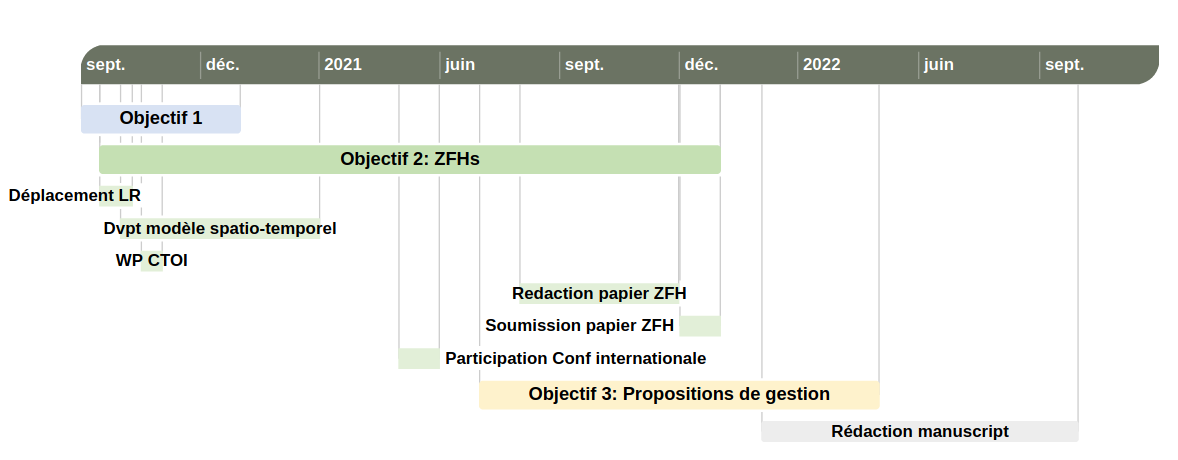 sept. déc. 2021 juin sept. déc. 2022 juin sept.
Objectif 1
Objectif 2: ZFHs
Déplacement LR
Dvpt modèle spatio-temporel
WP CTOI
Redaction papier ZFH
Soumission papier ZFH
Participation Conf internationale
Objectif 3: Propositions de gestion
Rédaction manuscript